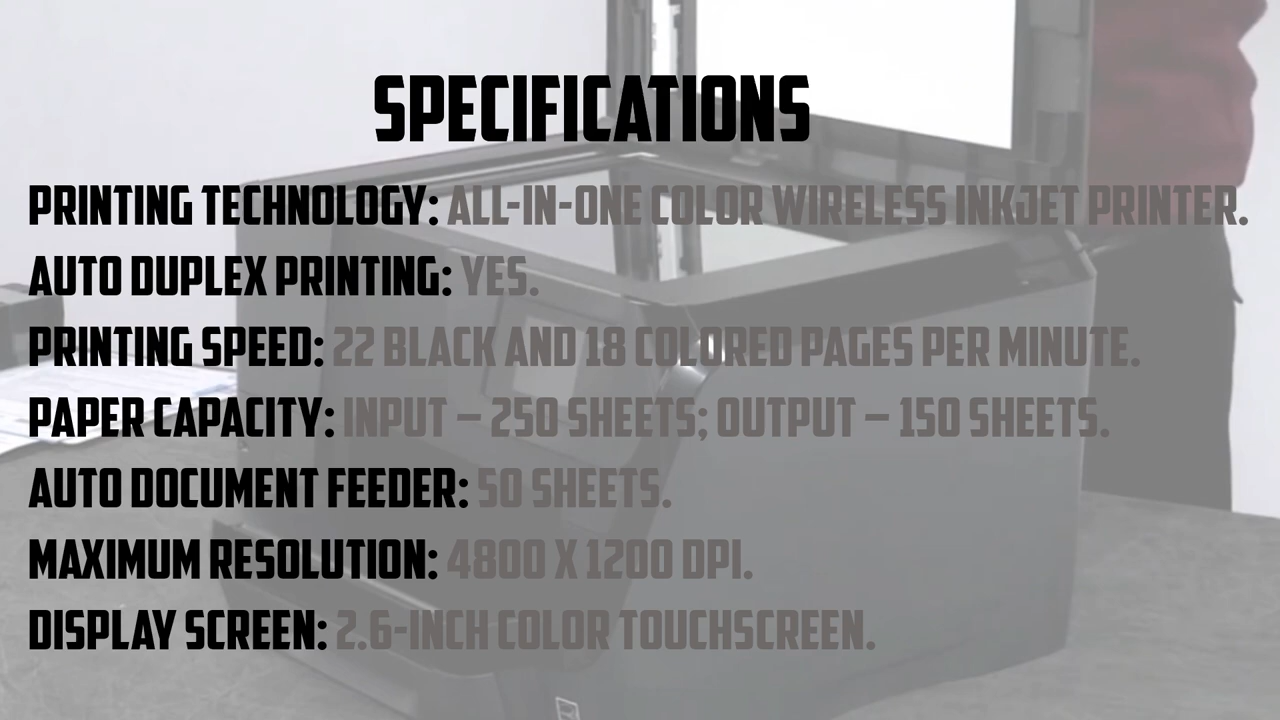 SPECIFICATIONS
PRINTING TECHNOLOGY: ALL-IN-ONE COLOR WIRELESS INKJET PRINTER.
AUTO DUPLEX PRINTING: YES.
PRINTING SPEED: 22 BLACK AND 18 COLORED PAGES PER MINUTE.
PAPER CAPACITY: INPUT – 250 SHEETS; OUTPUT – 150 SHEETS.
AUTO DOCUMENT FEEDER: 50 SHEETS.
MAXIMUM RESOLUTION: 4800 X 1200 DPI.
DISPLAY SCREEN: 2.6-INCH COLOR TOUCHSCREEN.